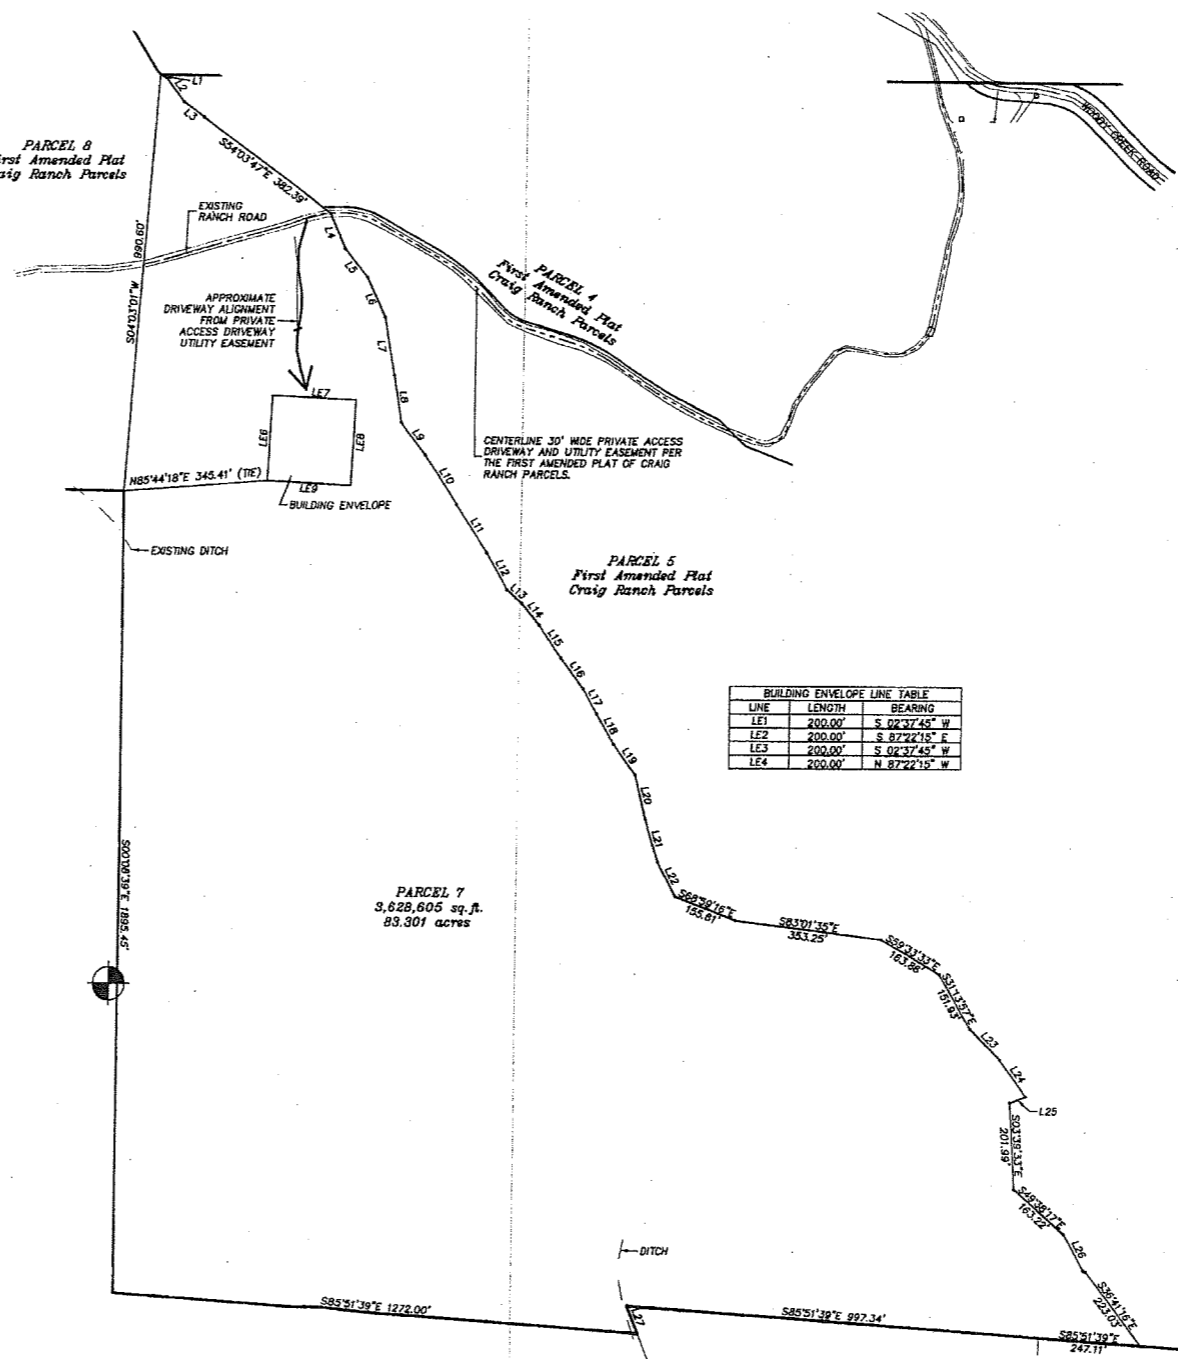 L1
L2
L3
PARCEL 8
First Amended Plat
Craig Ranch Parcels
S54°03'47"E 382.39'
WOODY CREEK ROAD
EXISTING
RANCH ROAD
S04°03'10"W 990.60'
L4
L5
L6
L7
L8
L9
L10
L11
L12
L13
L14
L15
L16
L17
L18
L19
L20
L21
L22
PARCEL 4
First Amended Plat
Craig Ranch Parcels
APPROXIMATE
DRIVEWAY ALIGNMENT
FROM PRIVATE
ACCESS DRIVEWAY
UTILITY EASEMENT
LE7
LE6
LE8
LE9
N85°44'18"E 345.41' (TIE)
BUILDING ENVELOPE
CENTERLINE 30' WIDE PRIVATE ACCESS
DRIVEWAY AND UTILITY EASEMENT PER
THE FIRST AMENDED PLAT OF CRAIG
RANCH PARCELS.
EXISTING DITCH
PARCEL 5
First Amended Plat
Craig Ranch Parcels
BUILDING ENVELOPE LINE TABLE
LINE LENGTH BEARING
LE1 200.00' S 02°37'45" W
LE2 200.00' S 87°22'15" E
LE3 200.00' S 02°37'45" W
LE4 200.00' N 87°22'15" W
S00°08'39"E 1895.45'
PARCEL 7
3,628,605 sq.ft.
83.301 acres
S68°59'16"E
155.81'
S83°01'35"E
353.25'
S59°33'33"E
163.86'
S31°13'57"E
151.93'
L23
L24
L25
S03°39'33"E
201.99'
S49°38'17"E
163.22'
L26
S36°41'16"E
223.03'
DITCH
S85°51'39"E 1272.00'
L27
S85°51'39"E 997.34'
S85°51'39"E
247.11'